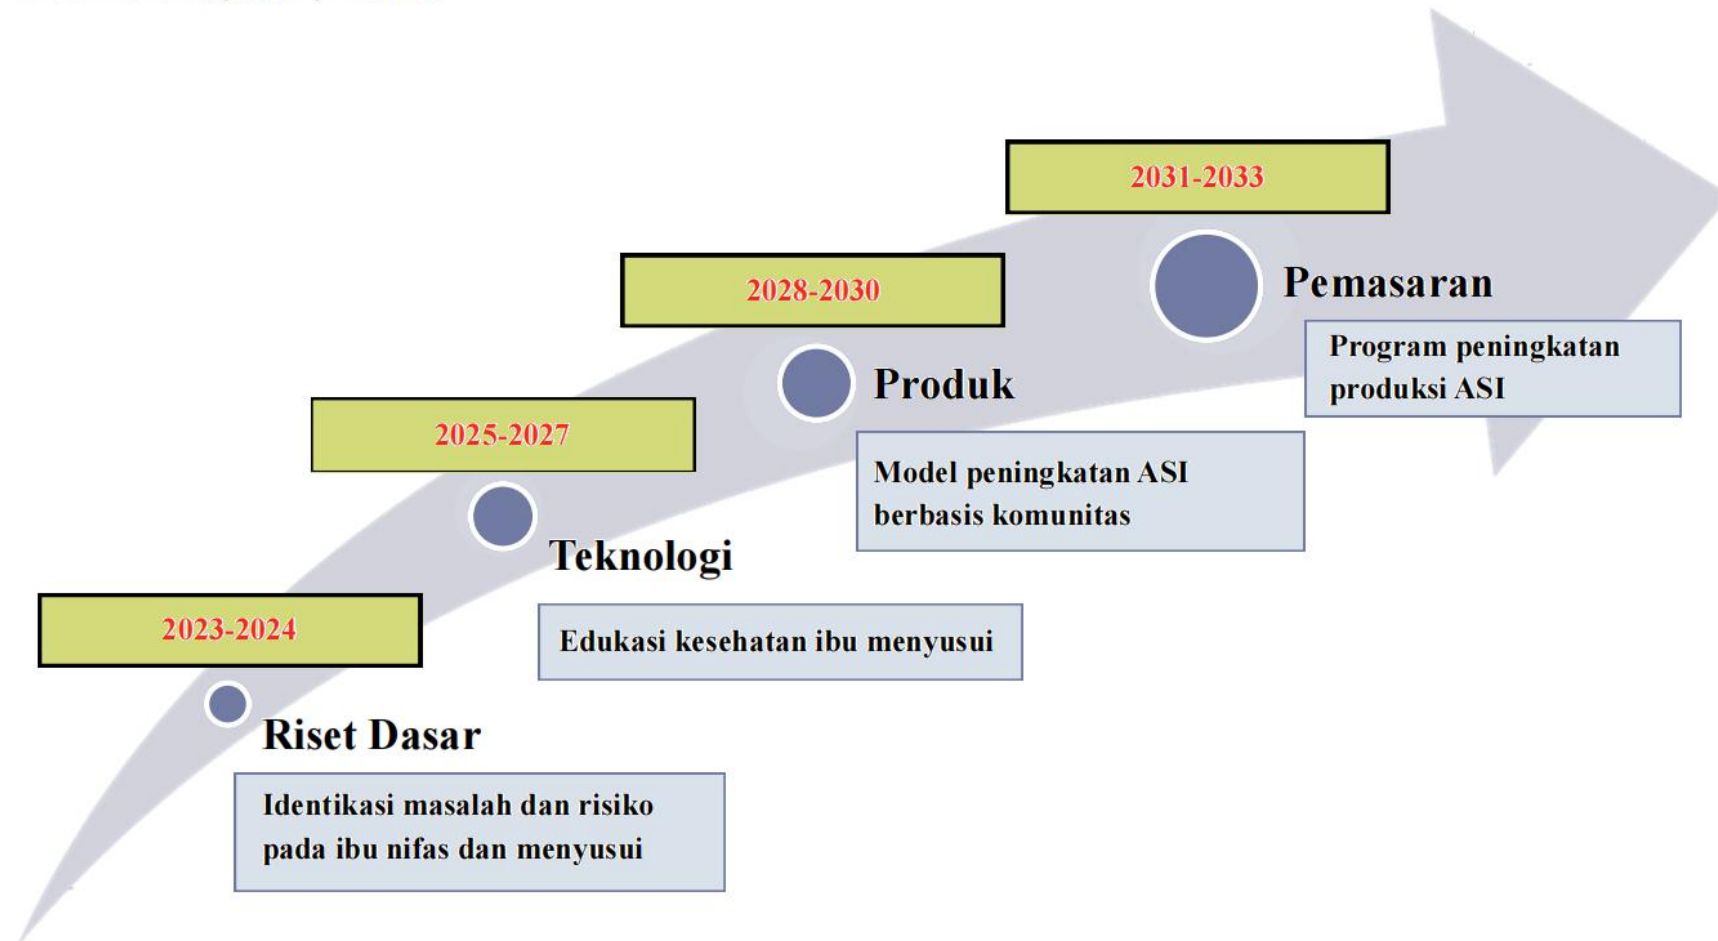 2023-2024
Riset Dasar
Identikasi masalah dan risiko
pada ibu nifas dan menyusui
2025-2027
Teknologi
Edukasi kesehatan ibu menyusui
2028-2030
Produk
Model peningkatan ASI
berbasis komunitas
2031-2033
Pemasaran
Program peningkatan
produksi ASI